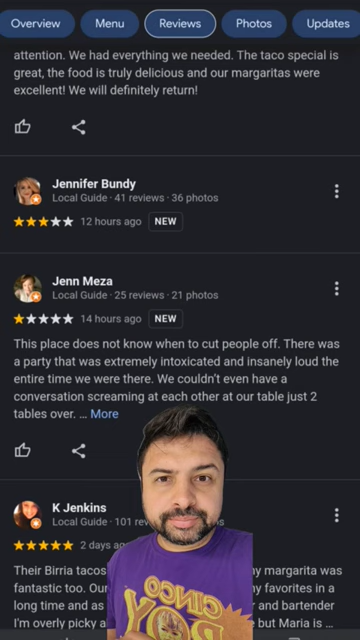 Overview Menu Reviews Photos Updates
attention. We had everything we needed. The taco special is
great, the food is truly delicious and our margaritas were
excellent! We will definitely return!
Jennifer Bundy
Local Guide · 41 reviews · 36 photos
12 hours ago NEW
Jenn Meza
Local Guide · 25 reviews · 21 photos
14 hours ago NEW
This place does not know when to cut people off. There was
a party that was extremely intoxicated and insanely loud the
entire time we were there. We couldn't even have a
conversation screaming at each other at our table just 2
tables over. ... More
K Jenkins
Local Guide · 101
2 days
Their Birria tacos my margarita was
fantastic too. Our my favorites in a
long time and as and bartender
I'm overly picky but Maria is ...
CINCO